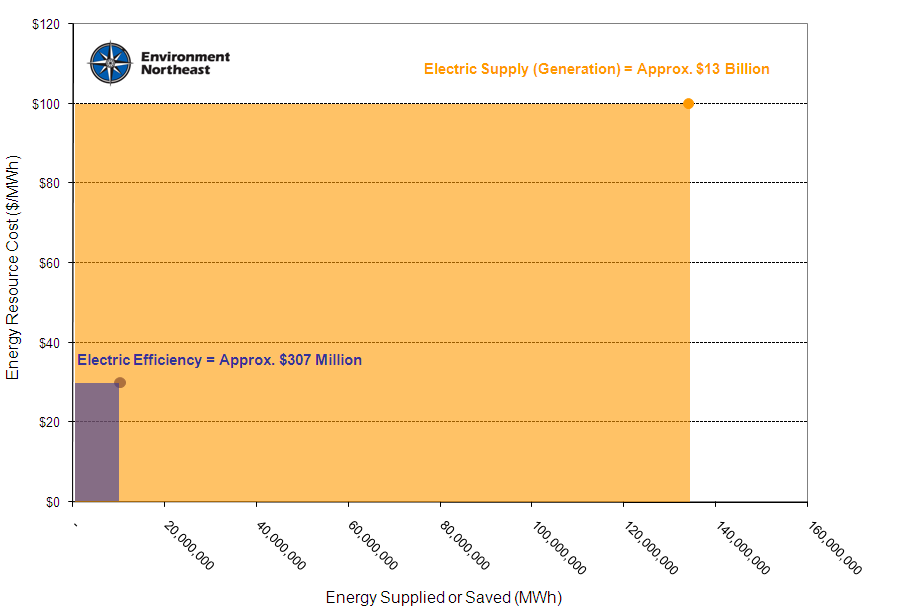 $120
Environment
Northeast
Electric Supply (Generation) = Approx. $13 Billion
$100
$80
$60
$40
Electric Efficiency = Approx. $307 Million
$20
$0
Energy Resource Cost ($/MWh)
-
20,000,000
40,000,000
60,000,000
80,000,000
100,000,000
120,000,000
140,000,000
160,000,000
Energy Supplied or Saved (MWh)